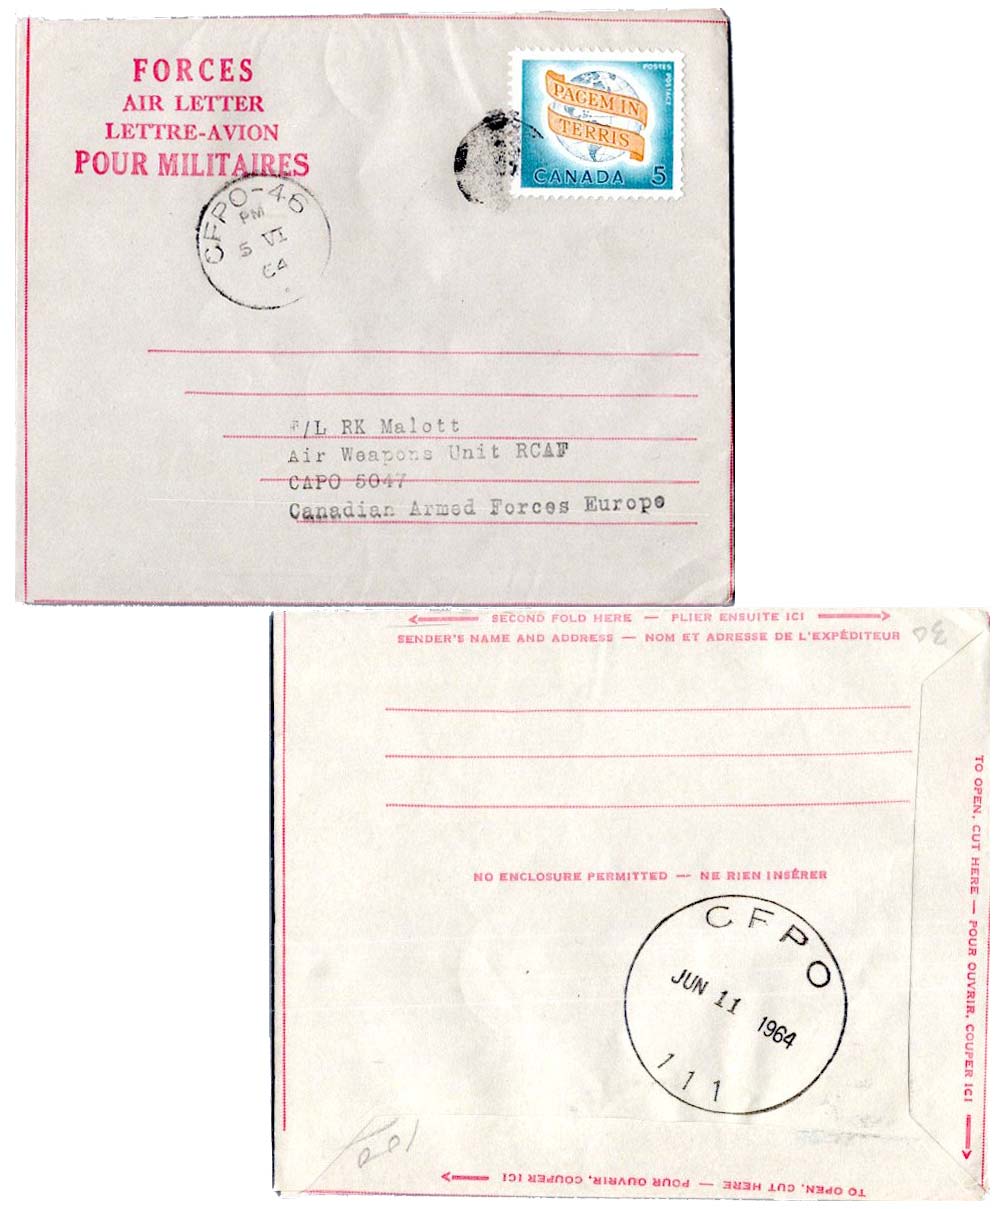 FORCES
AIR LETTER
LETTRE-AVION
POUR MILITAIRES
POSTES POSTAGE
PACEM IN
TERRIS
CANADA 5
CFPO-46
PM
5 VI
64
F/L RK Malott
Air Weapons Unit RCAF
CAPO 5047
Canadian Armed Forces Europe
SECOND FOLD HERE — PLIER ENSUITE ICI
SENDER'S NAME AND ADDRESS — NOM ET ADRESSE DE L'EXPÉDITEUR
30
TO OPEN, CUT HERE — POUR OUVRIR, COUPER ICI
NO ENCLOSURE PERMITTED — NE RIEN INSÉRER
CFPO
JUN 11 1964
111
TO OPEN, CUT HERE — POUR OUVRIR, COUPER ICI